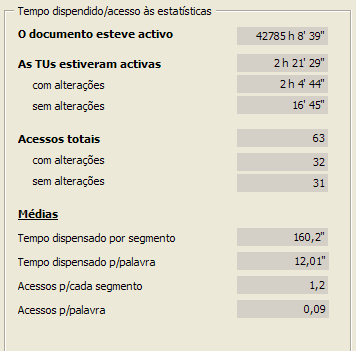 Tempo dispendido/acesso às estatísticas
O documento esteve activo 42785 h 8' 39"
As TUs estiveram activas 2 h 21' 29"
com alterações 2 h 4' 44"
sem alterações 16' 45"
Acessos totais 63
com alterações 32
sem alterações 31
Médias
Tempo dispensado por segmento 160,2"
Tempo dispensado p/palavra 12,01"
Acessos p/cada segmento 1,2
Acessos p/palavra 0,09